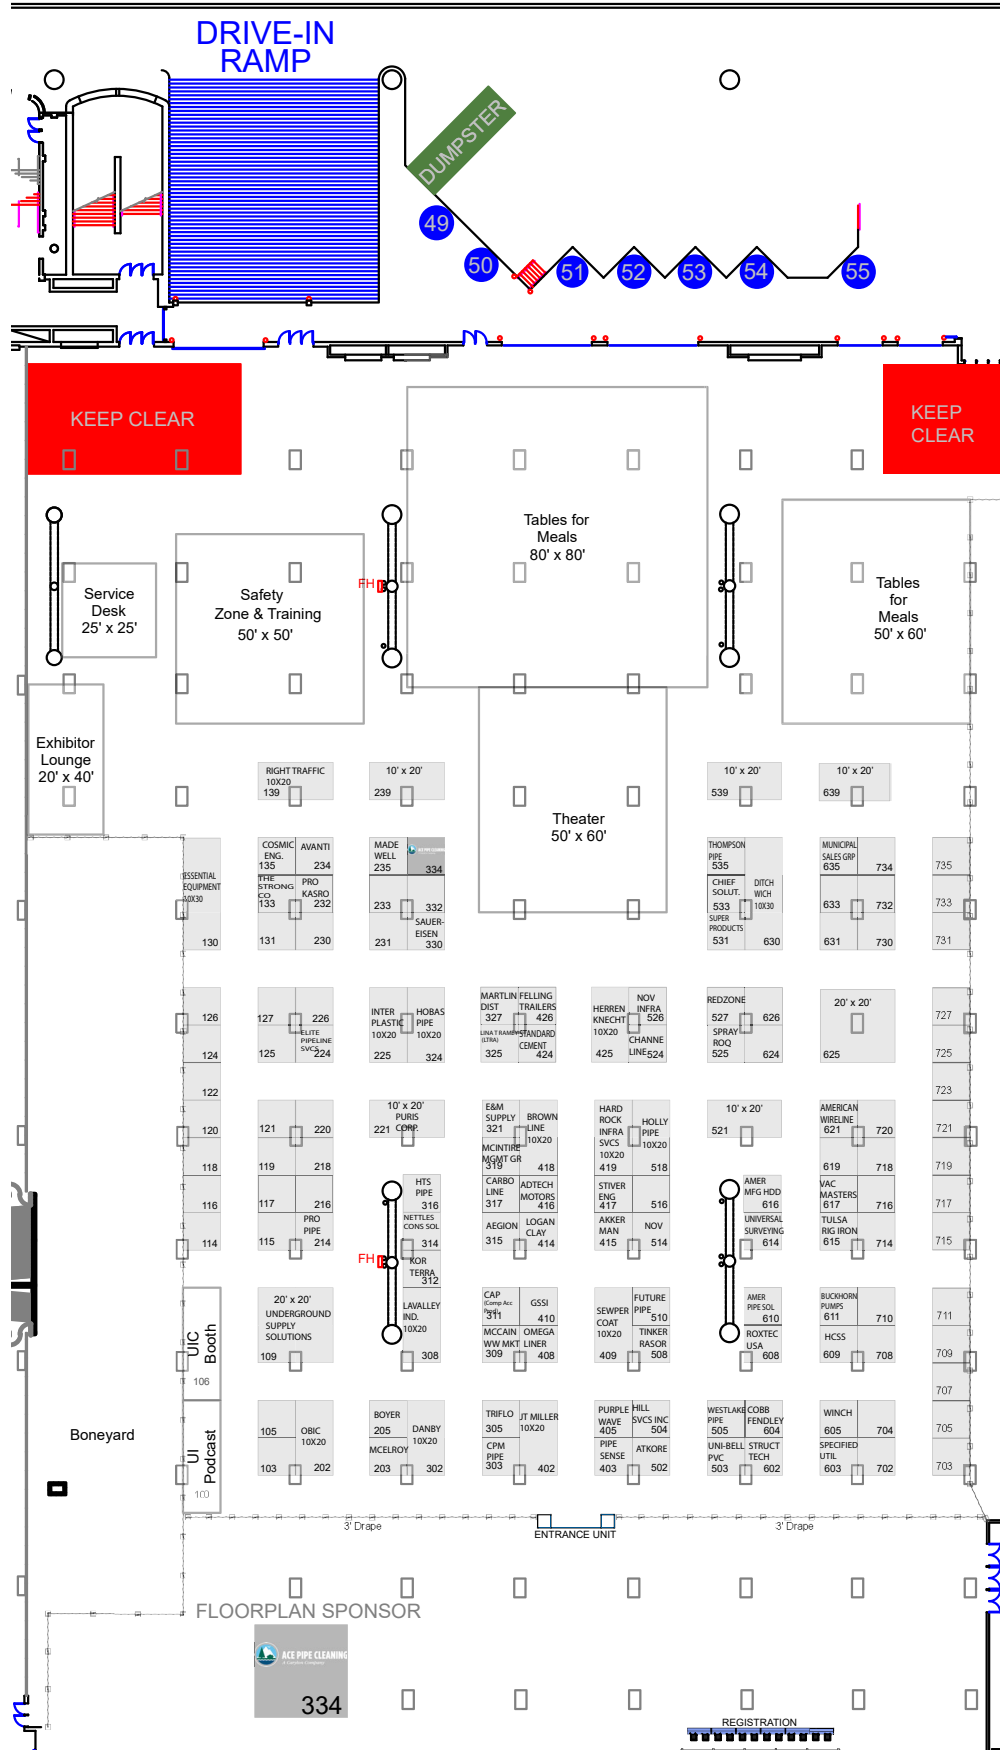 DRIVE-IN
RAMP
DUMPSTER
49
50
51
52
53
54
55
KEEP CLEAR
KEEP
CLEAR
Tables for
Meals
80' x 80'
FH
Service
Desk
25' x 25'
Safety
Zone & Training
50' x 50'
Tables
for
Meals
50' x 60'
Exhibitor
Lounge
20' x 40'
Theater
50' x 60'
RIGHT TRAFFIC
10X20
139
10' x 20'
239
10' x 20'
539
10' x 20'
639
ESSENTIAL
EQUIPMENT
10X30
130
COSMIC
ENG.
135
AVANTI
234
THE
STRONG
CO
133
PRO
KASRO
232
131
230
MADE
WELL
235
ACE PIPE CLEANING
334
233
332
231
SAUER-
EISEN
330
THOMPSON
PIPE
535
CHIEF
SOLUT.
533
DITCH
WICH
10X30
SUPER
PRODUCTS
531
630
MUNICIPAL
SALES GRP
635
734
633
732
631
730
735
733
731
126
124
122
120
118
116
114
127
226
125
ELITE
PIPELINE
SVCS
224
INTER
PLASTIC
10X20
225
HOBAS
PIPE
10X20
324
MARTLIN
DIST
327
FELLING
TRAILERS
426
(LTRA)
325
STANDARD
CEMENT
424
HERREN
KNECHT
10X20
425
NOV
INFRA
526
CHANNE
LINE
524
REDZONE
527
626
SPRAY
ROQ
525
624
20' x 20'
625
727
725
723
721
719
717
715
121
220
119
218
117
216
115
PRO
PIPE
214
10' x 20'
PURIS
CORP.
221
HTS
PIPE
316
NETTLES
CONS SOL
314
KOR
TERRA
312
LAVALLEY
IND.
10X20
308
FH
E&M
SUPPLY
321
BROWN
LINE
10X20
418
MCINTIRE
MGMT GR
319
CARBO
LINE
317
ADTECH
MOTORS
416
AEGION
315
LOGAN
CLAY
414
HARD
ROCK
INFRA
SVCS
10X20
419
HOLLY
PIPE
10X20
518
STIVER
ENG
417
516
AKKER
MAN
415
NOV
514
10' x 20'
521
AMER
MFG HDD
616
UNIVERSAL
SURVEYING
614
AMERICAN
WIRELINE
621
720
619
718
VAC
MASTERS
617
716
TULSA
RIG IRON
615
714
UIC
Booth
106
20' x 20'
UNDERGROUND
SUPPLY
SOLUTIONS
109
CAP
(Comp Acc
311
GSSI
410
MCCAIN
WW MKT
309
OMEGA
LINER
408
SEWPER
COAT
10X20
409
FUTURE
PIPE
510
TINKER
RASOR
508
AMER
PIPE SOL
610
ROXTEC
USA
608
BUCKHORN
PUMPS
611
710
HCSS
609
708
711
709
707
705
703
Boneyard
UI
Podcast
100
105
OBIC
10X20
103
202
BOYER
205
DANBY
10X20
MCELROY
203
302
TRIFLO
305
JT MILLER
10X20
CPM
PIPE
303
402
PURPLE
WAVE
405
HILL
SVCS INC
504
PIPE
SENSE
403
ATKORE
502
WESTLAKE
PIPE
505
COBB
FENDLEY
604
UNI-BELL
PVC
503
STRUCT
TECH
602
WINCH
605
704
SPECIFIED
UTIL
603
702
3' Drape
ENTRANCE UNIT
3' Drape
FLOORPLAN SPONSOR
ACE PIPE CLEANING
334
REGISTRATION